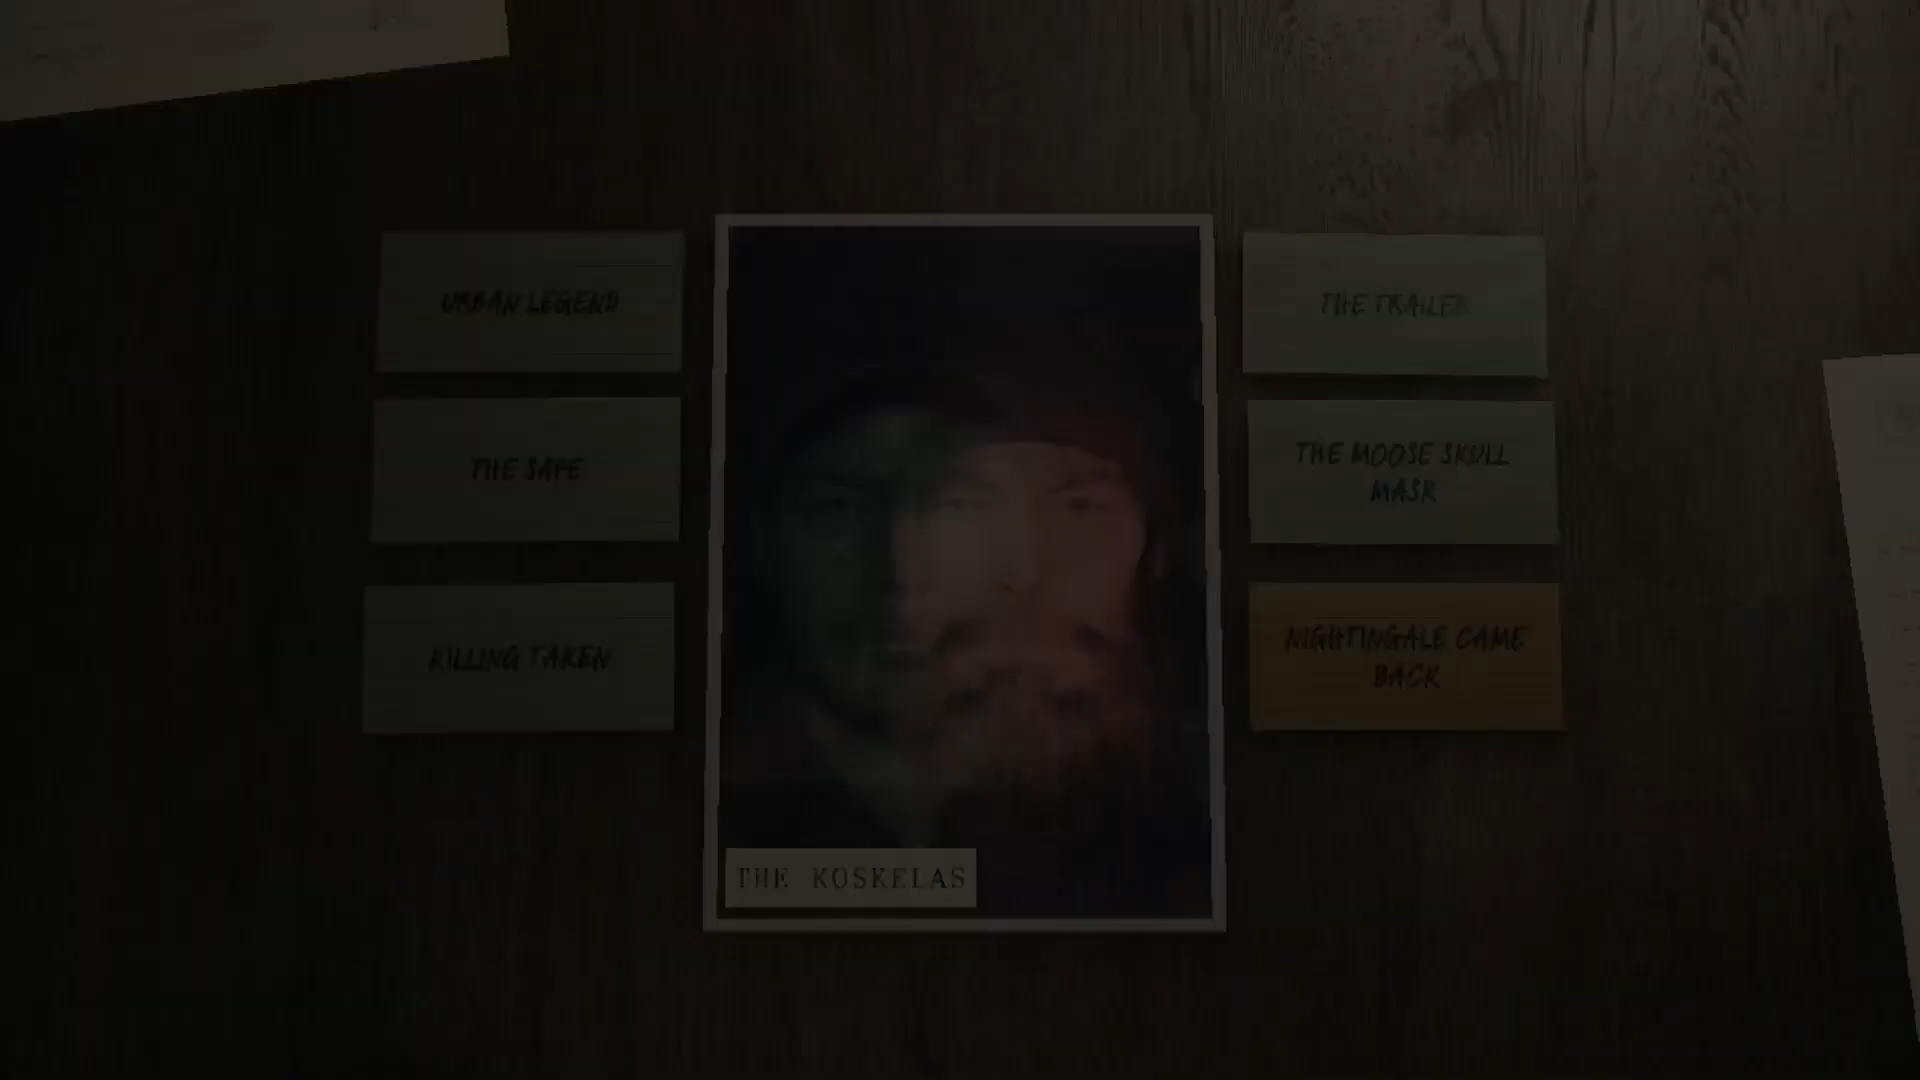 URBAN LEGEND
THE SAFE
KILLING TAKEN
THE KOSKELAS
THE TRAILER
THE MOOSE SKULL
MASK
NIGHTINGALE CAME
BACK